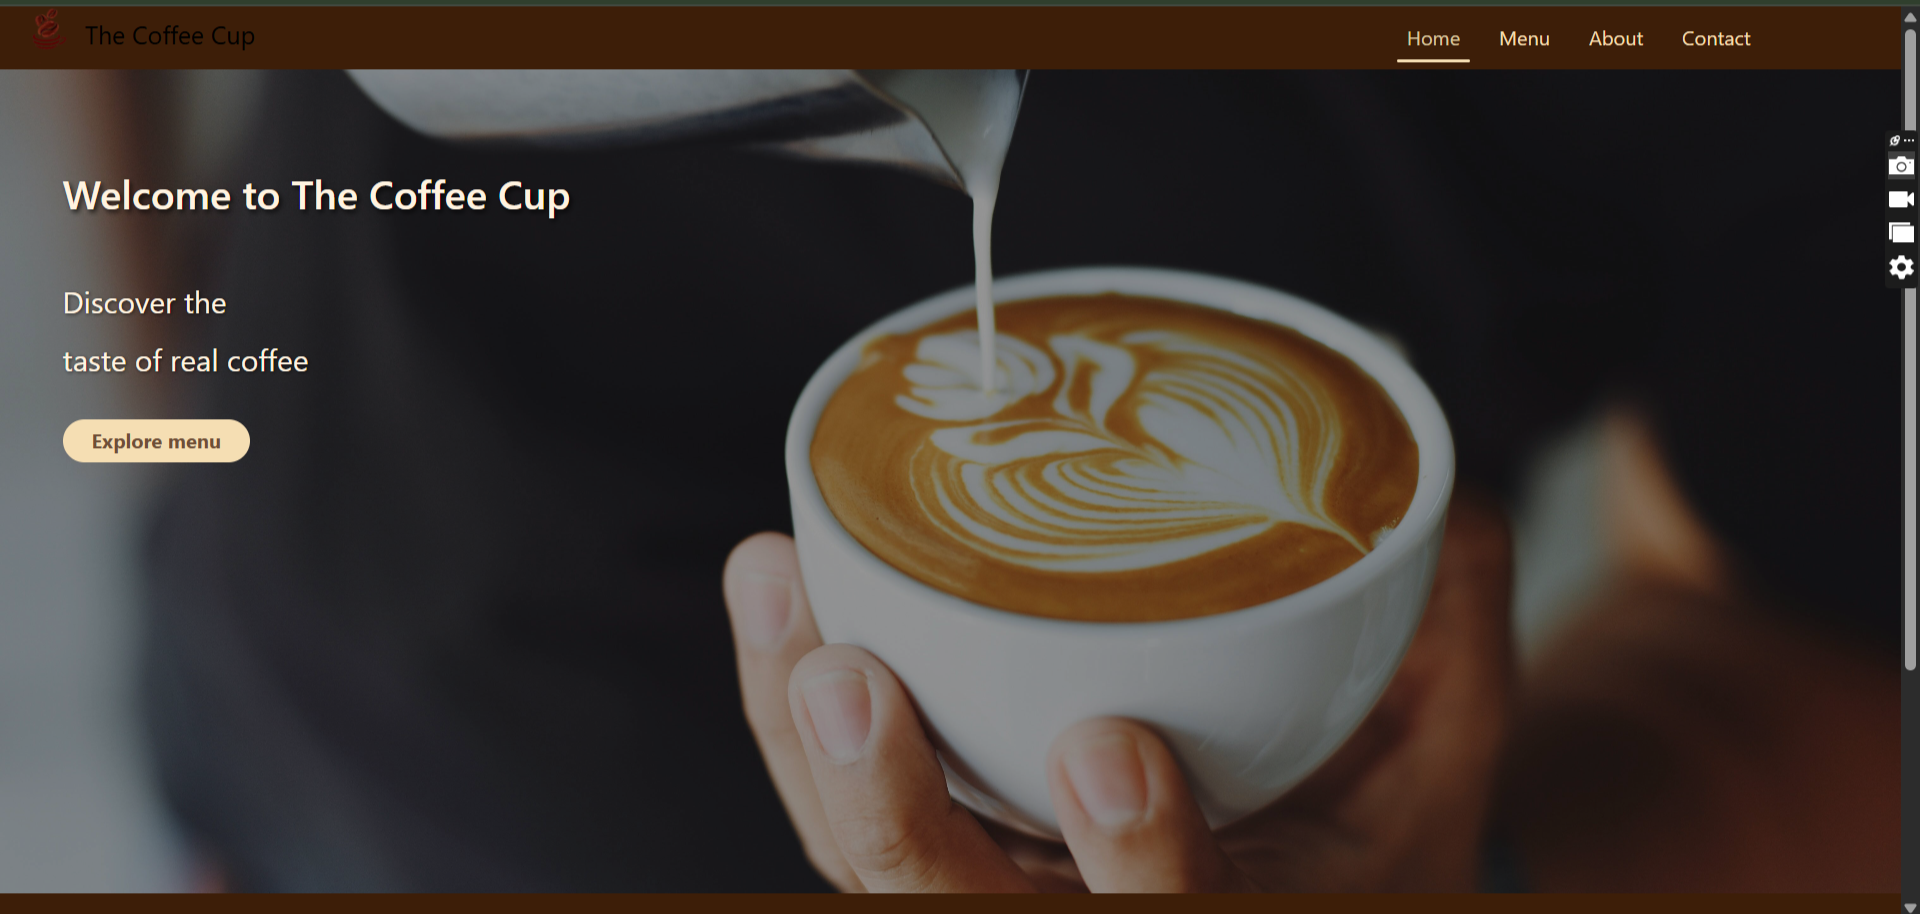 The Coffee Cup
Home
Menu
About
Contact
Welcome to The Coffee Cup
Discover the
taste of real coffee
Explore menu